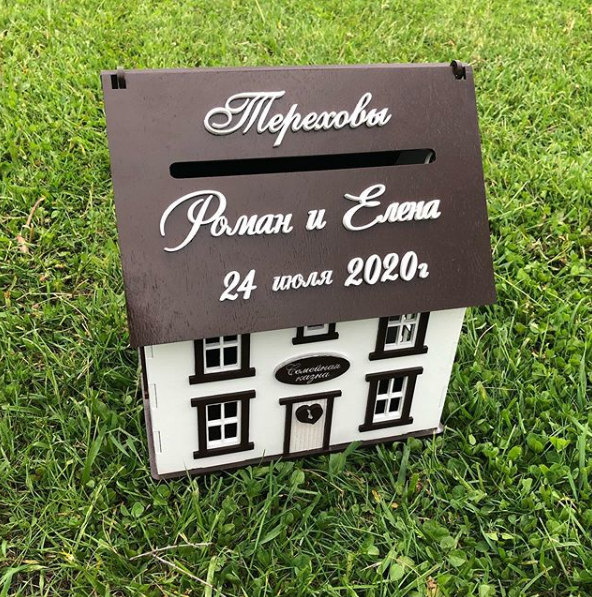 Тереховы
Роман и Елена
24 июля 2020г
Семейная
казна